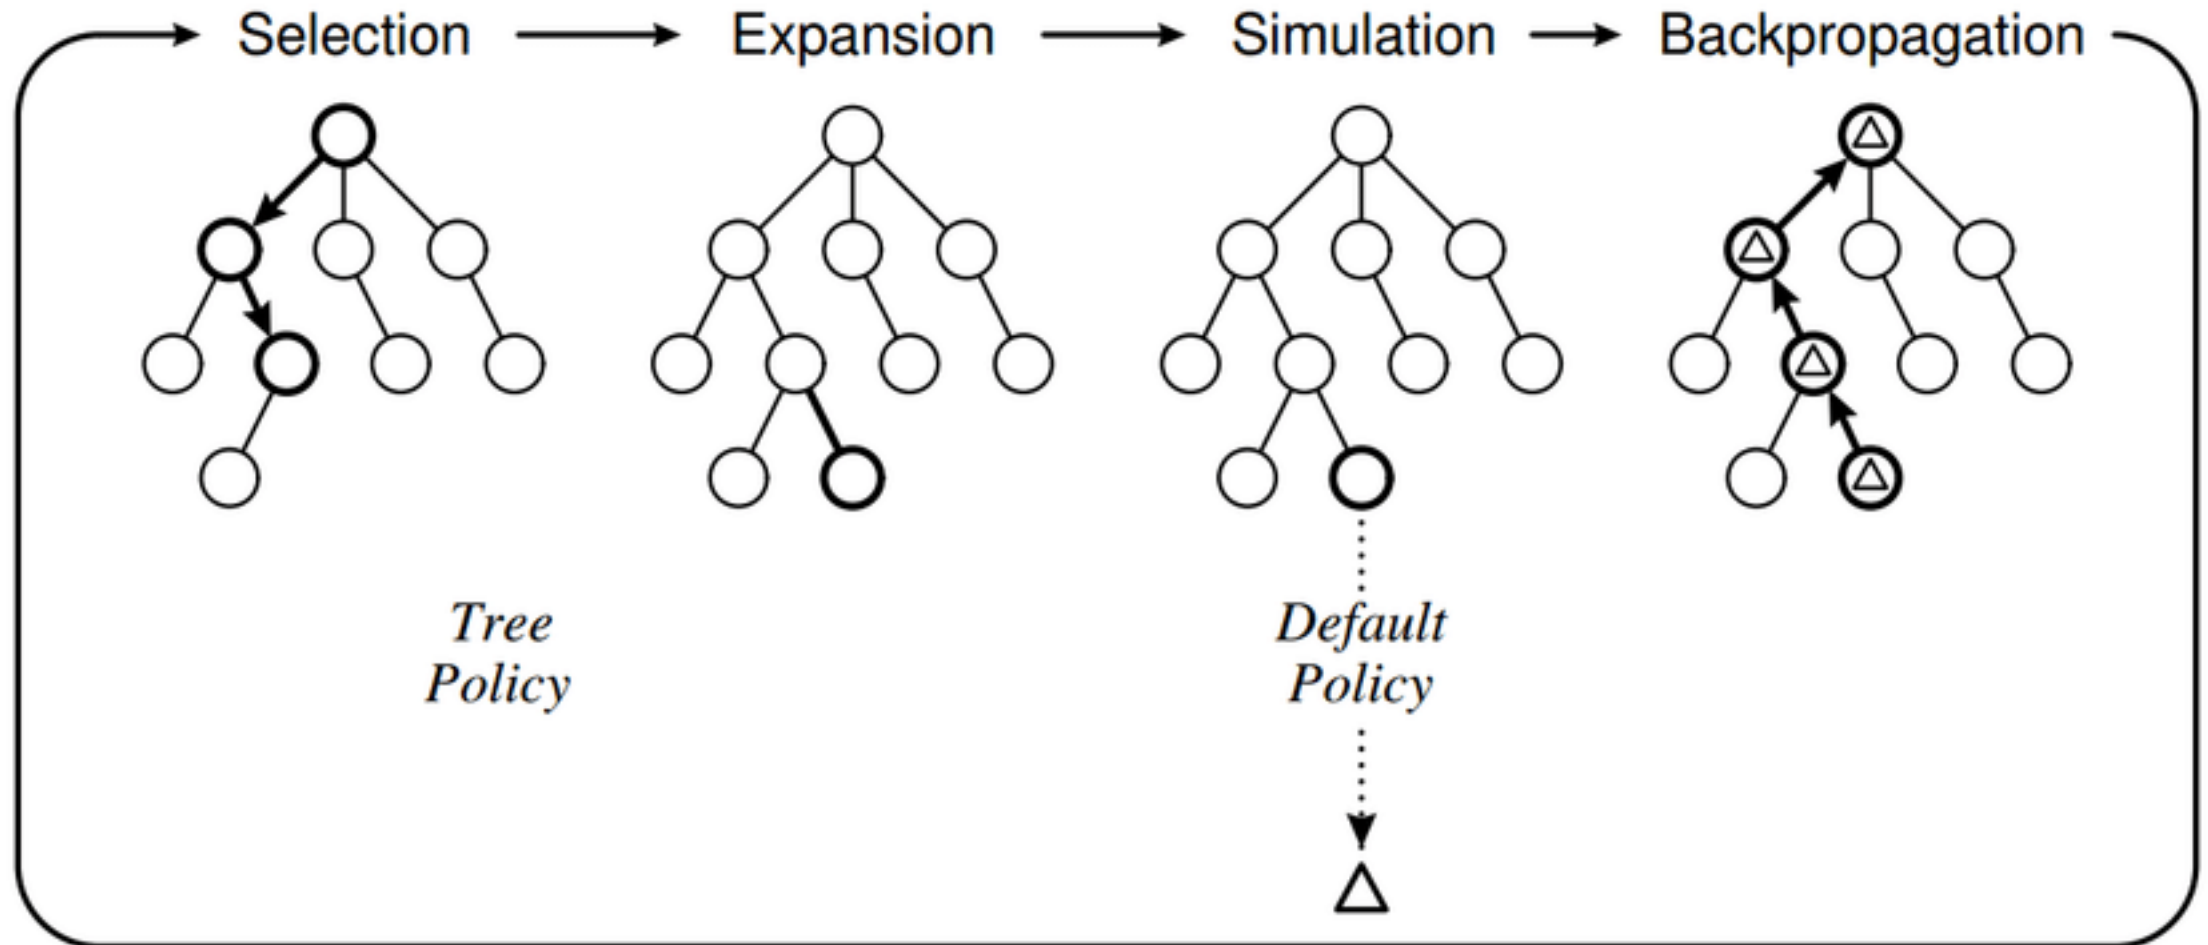 Selection Expansion Simulation Backpropagation
Tree
Policy
Default
Policy